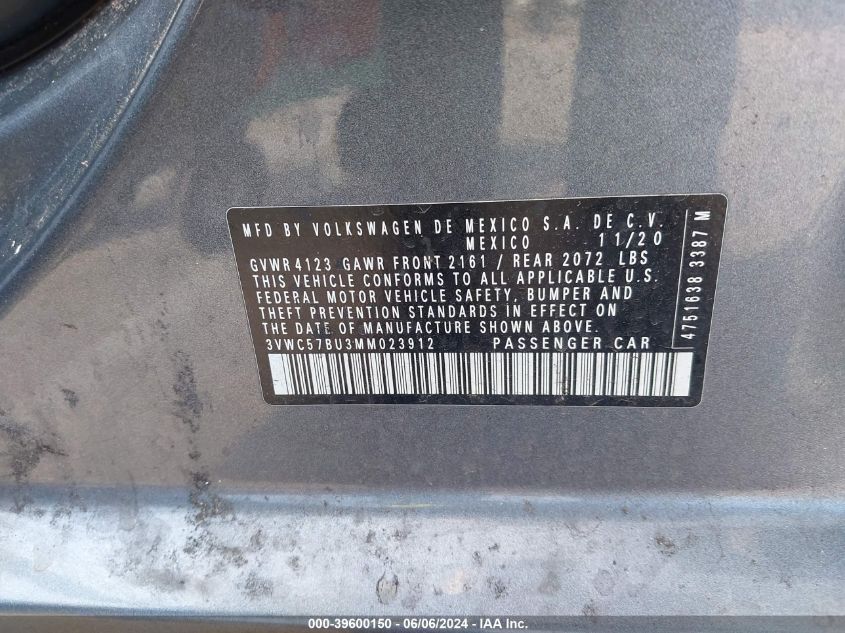 MFD BY VOLKSWAGEN DE MEXICO S.A. DE C.V.
MEXICO 11/20
GVWR 4123 GAWR FRONT 2161 / REAR 2072 LBS
THIS VEHICLE CONFORMS TO ALL APPLICABLE U.S.
FEDERAL MOTOR VEHICLE SAFETY, BUMPER AND
THEFT PREVENTION STANDARDS IN EFFECT ON
THE DATE OF MANUFACTURE SHOWN ABOVE.
3VWC57BU3MM023912 PASSENGER CAR
4751638 3387 M
000-39600150 - 06/06/2024 - IAA Inc.